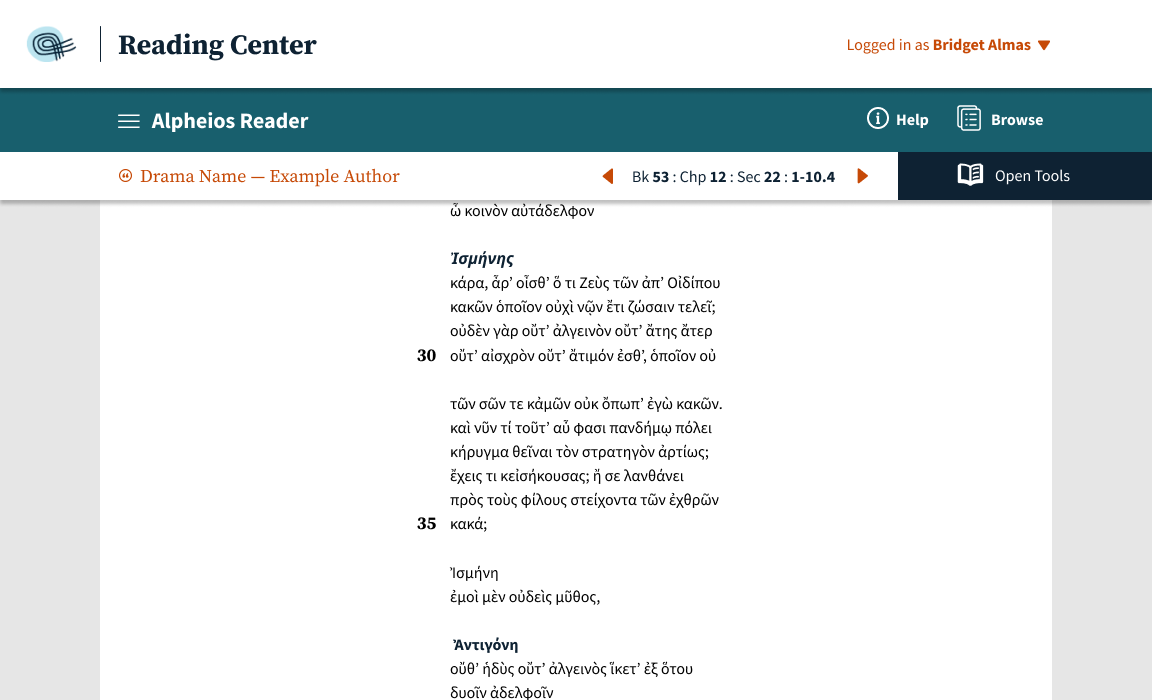 Reading Center
Logged in as Bridget Almas
Alpheios Reader
Help
Browse
Drama Name — Example Author
Bk 53 : Chp 12 : Sec 22 : 1-10.4
Open Tools
ὦ κοινὸν αὐτάδελφον
Ἰσμήνης
κάρα, ἆρ’ οἶσθ’ ὅ τι Ζεὺς τῶν ἀπ’ Οἰδίπου
κακῶν ὁποῖον οὐχὶ νῷν ἔτι ζώσαιν τελεῖ;
οὐδὲν γὰρ οὔτ’ ἀλγεινὸν οὔτ’ ἄτης ἄτερ
30 οὔτ’ αἰσχρὸν οὔτ’ ἄτιμόν ἐσθ’, ὁποῖον οὐ
τῶν σῶν τε κἀμῶν οὐκ ὄπωπ’ ἐγὼ κακῶν.
καὶ νῦν τί τοῦτ’ αὖ φασι πανδήμῳ πόλει
κήρυγμα θεῖναι τὸν στρατηγὸν ἀρτίως;
ἔχεις τι κεἰσήκουσας; ἤ σε λανθάνει
πρὸς τοὺς φίλους στείχοντα τῶν ἐχθρῶν
35 κακά;
Ἰσμήνη
ἐμοὶ μὲν οὐδεὶς μῦθος,
Ἀντιγόνη
οὔθ’ ἡδὺς οὔτ’ ἀλγεινὸς ἵκετ’ ἐξ ὅτου
δυοῖν ἀδελφοῖν